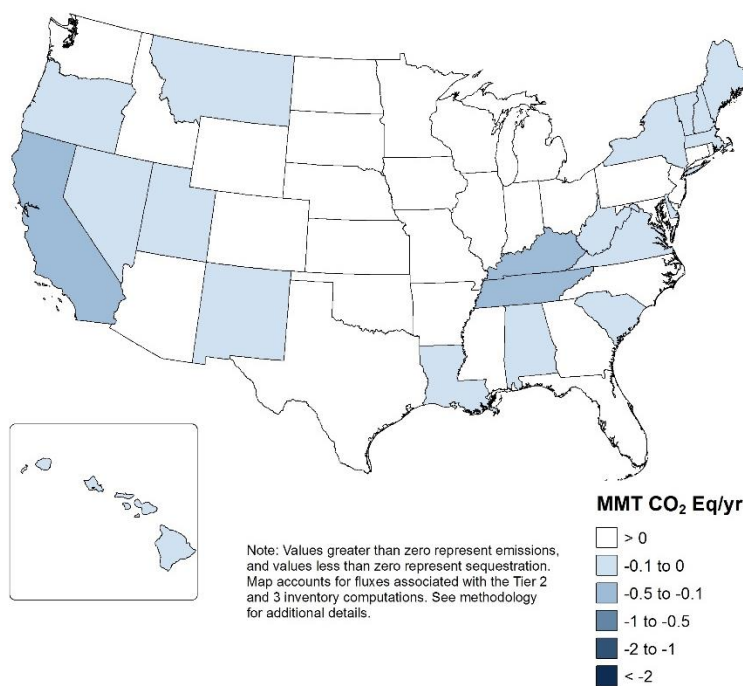 Note: Values greater than zero represent emissions,
and values less than zero represent sequestration.
Map accounts for fluxes associated with the Tier 2
and 3 inventory computations. See methodology
for additional details.
MMT CO₂ Eq/yr
> 0
-0.1 to 0
-0.5 to -0.1
-1 to -0.5
-2 to -1
< -2